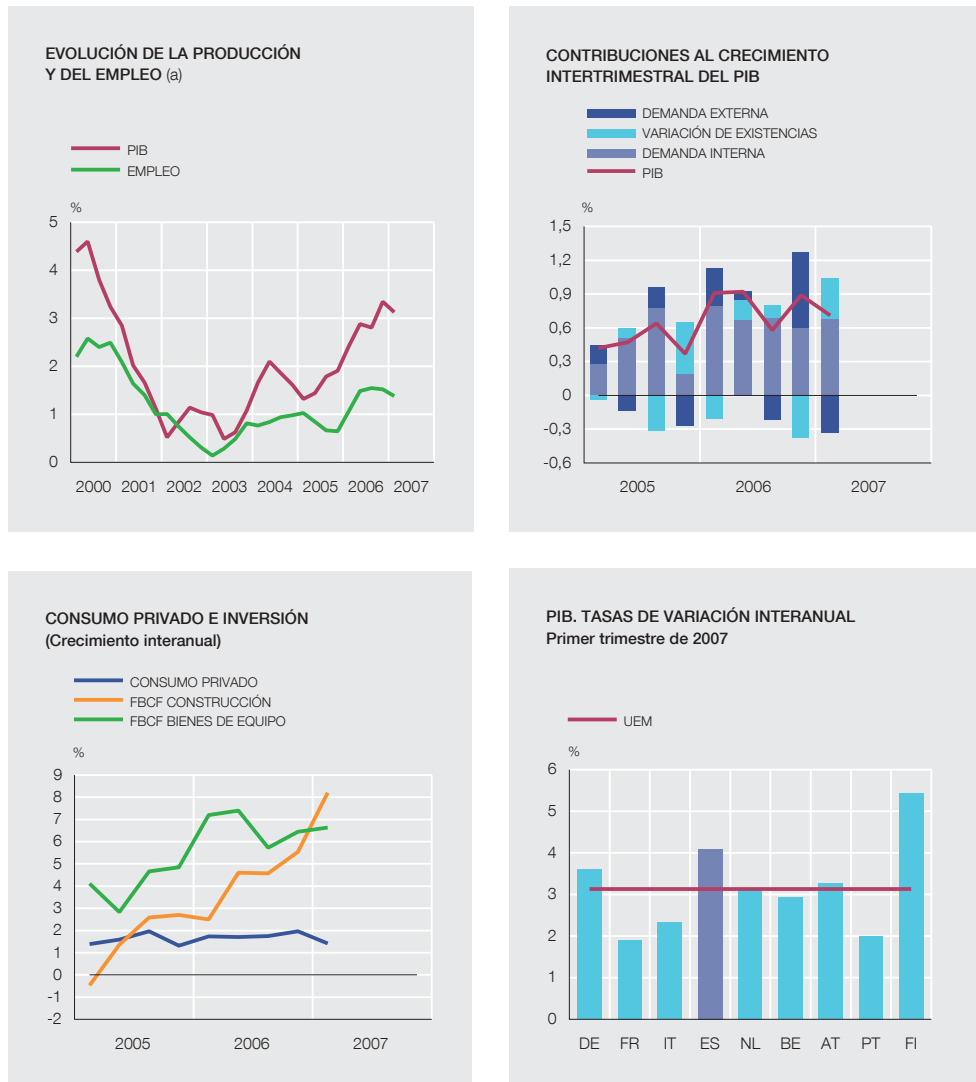 EVOLUCIÓN DE LA PRODUCCIÓN
Y DEL EMPLEO (a)
PIB
EMPLEO
%
5
4
3
2
1
0
2000 2001 2002 2003 2004 2005 2006 2007
CONTRIBUCIONES AL CRECIMIENTO
INTERTRIMESTRAL DEL PIB
DEMANDA EXTERNA
VARIACIÓN DE EXISTENCIAS
DEMANDA INTERNA
PIB
%
1,5
1,2
0,9
0,6
0,3
0
-0,3
-0,6
2005 2006 2007
CONSUMO PRIVADO E INVERSIÓN
(Crecimiento interanual)
CONSUMO PRIVADO
FBCF CONSTRUCCIÓN
FBCF BIENES DE EQUIPO
%
9
8
7
6
5
4
3
2
1
0
-1
-2
2005 2006 2007
PIB. TASAS DE VARIACIÓN INTERANUAL
Primer trimestre de 2007
UEM
%
6
5
4
3
2
1
0
DE FR IT ES NL BE AT PT FI